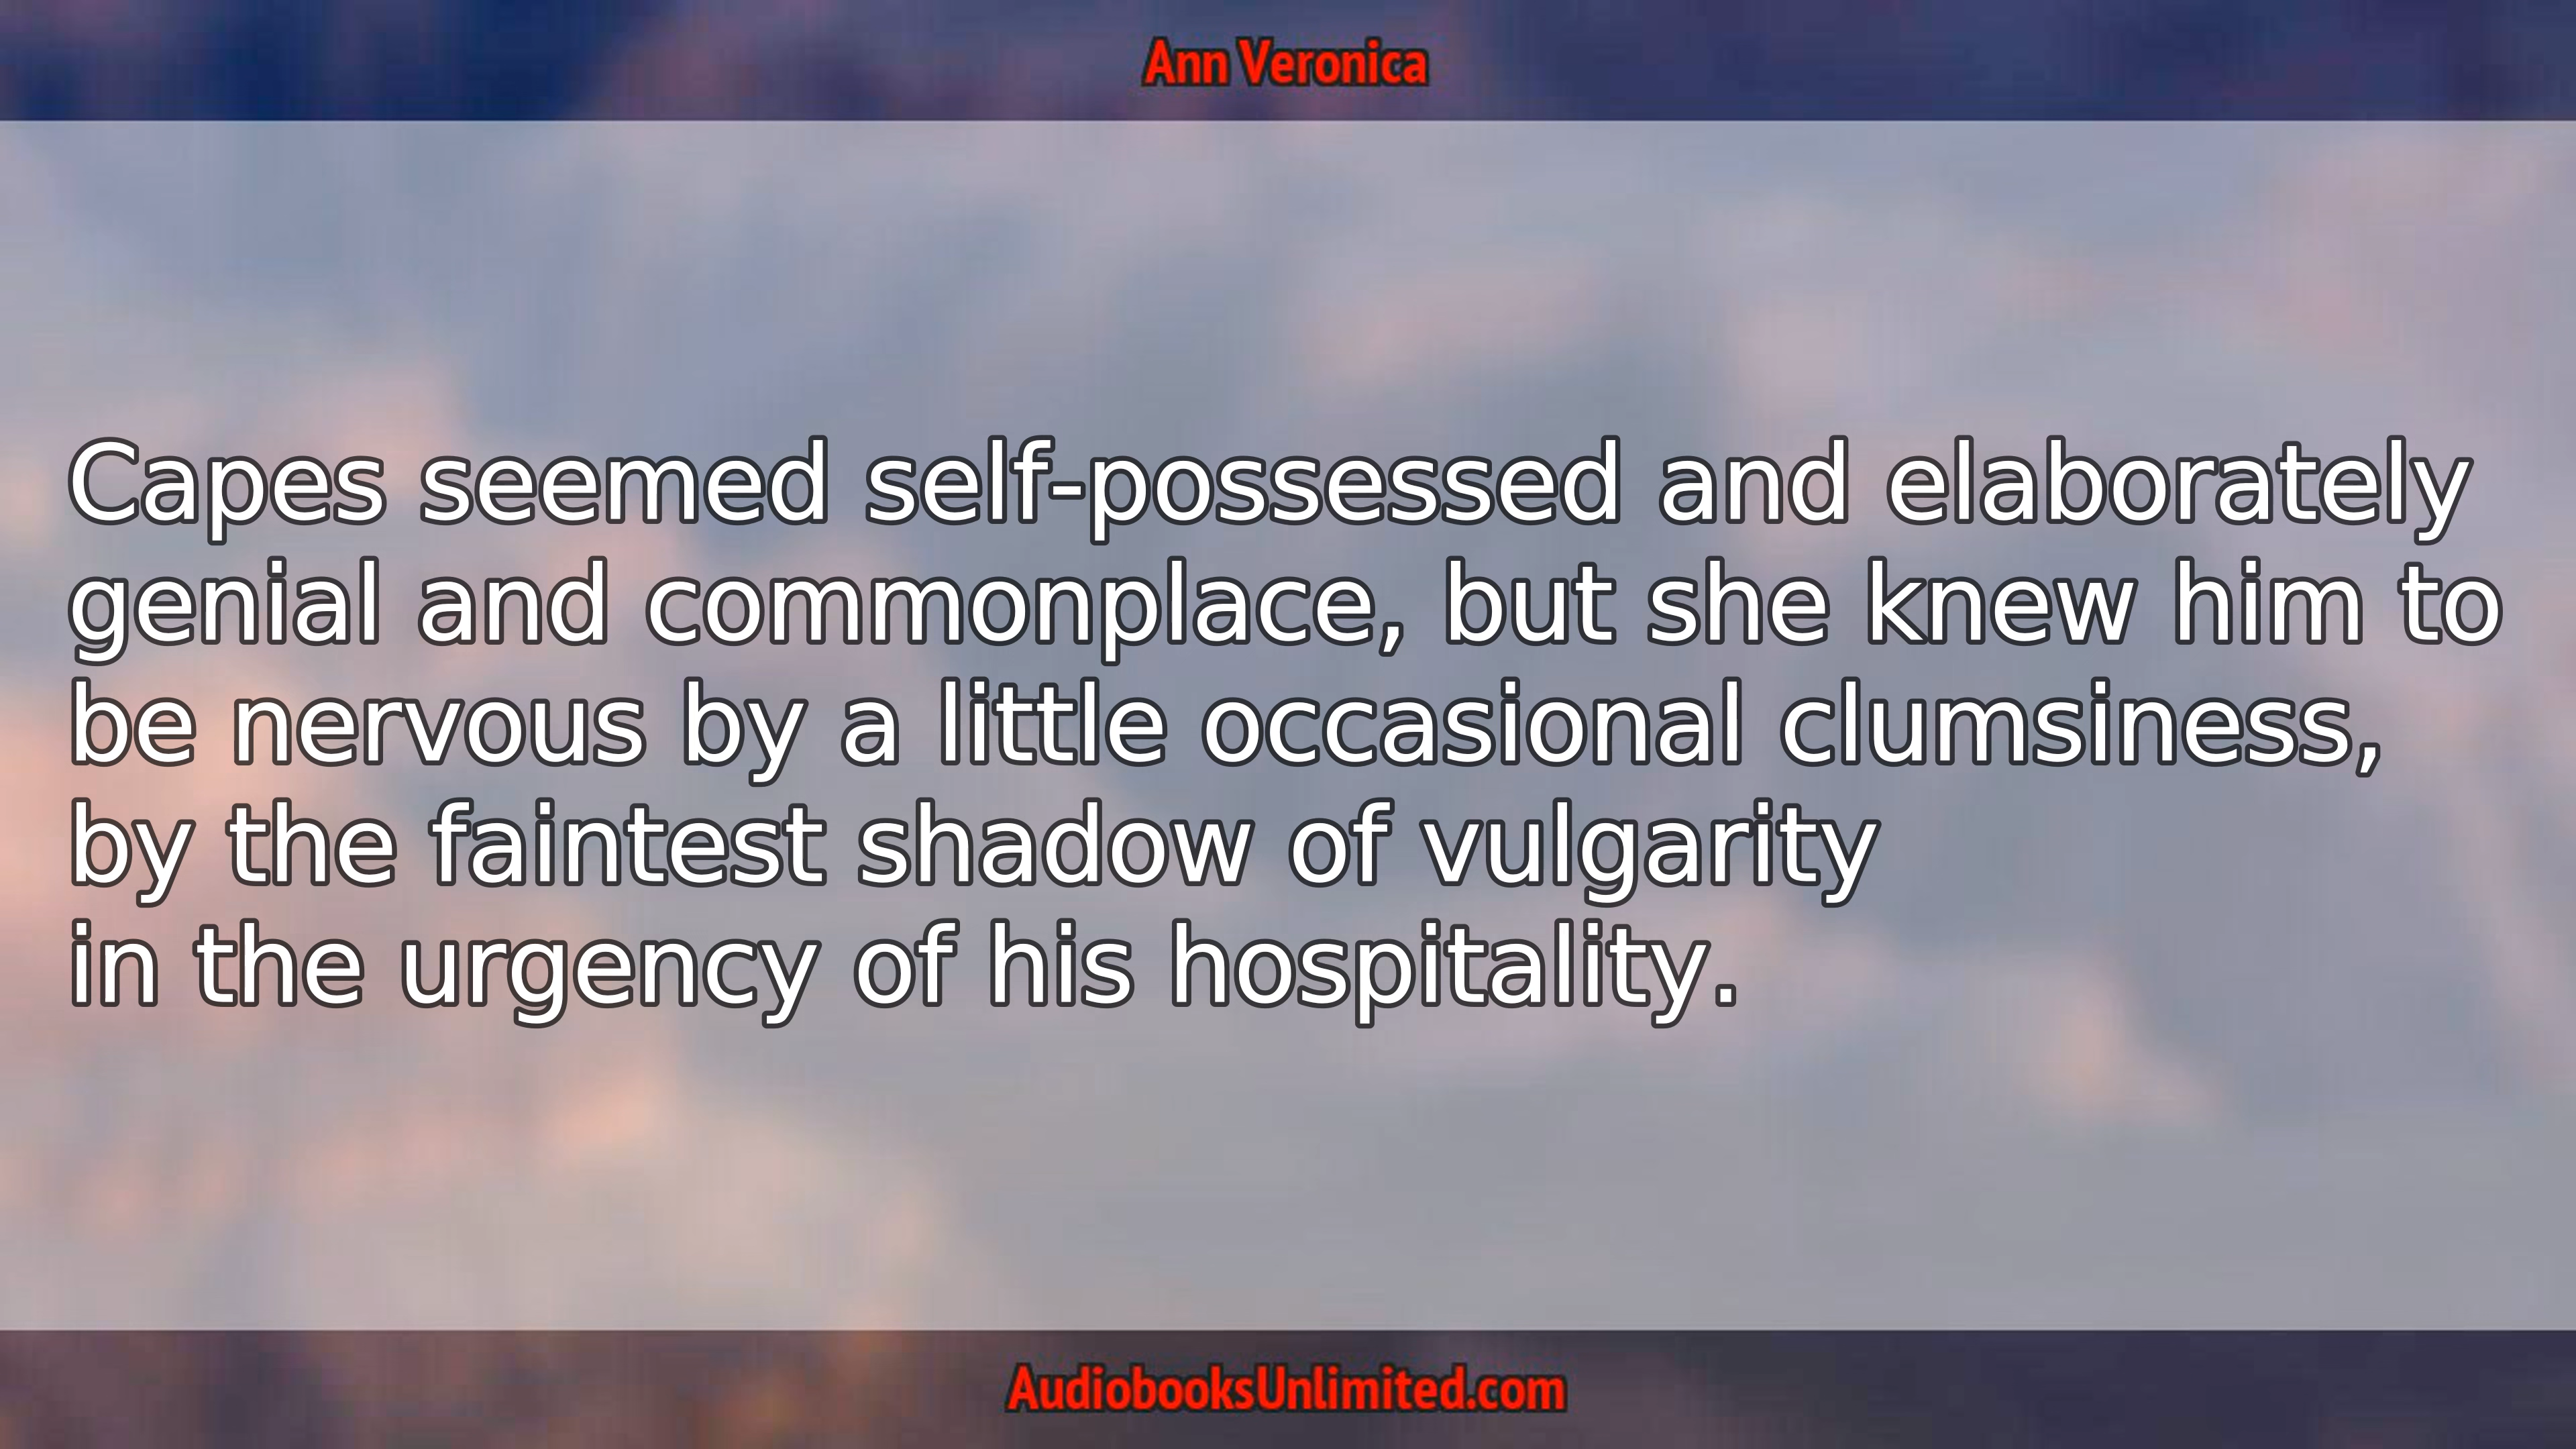 Ann Veronica
Capes seemed self-possessed and elaborately
genial and commonplace, but she knew him to
be nervous by a little occasional clumsiness,
by the faintest shadow of vulgarity
in the urgency of his hospitality.
AudiobooksUnlimited.com